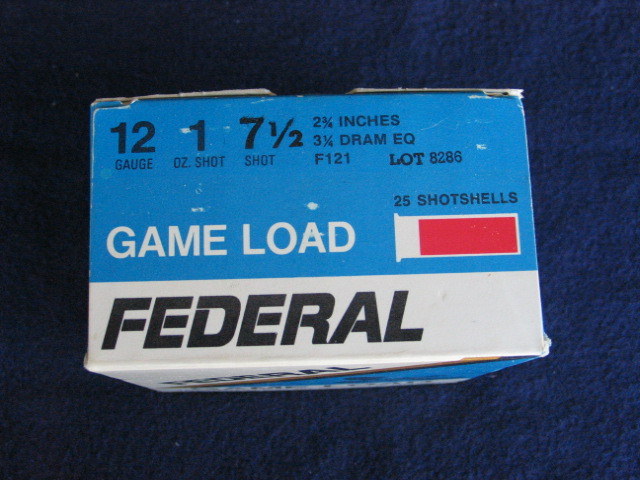 12 1 7½ 2¾ INCHES
3¼ DRAM EQ
GAUGE OZ. SHOT SHOT F121 LOT 8286
25 SHOTSHELLS
GAME LOAD
FEDERAL
FEDERAL